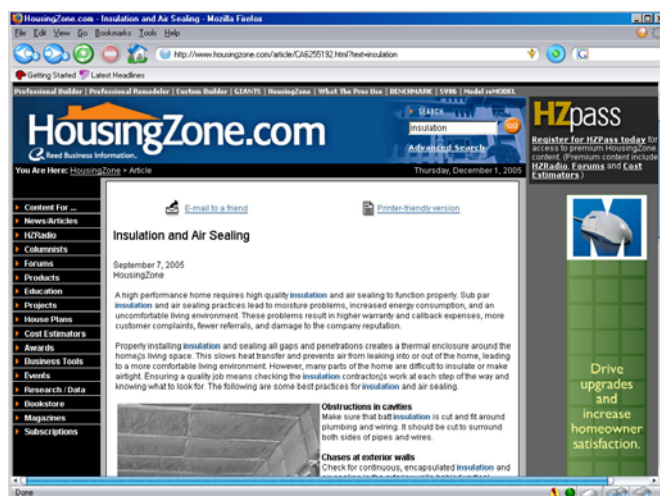 HousingZone.com - Insulation and Air Sealing - Mozilla Firefox
File Edit View Go Bookmarks Tools Help
http://www.housingzone.com/article/CA6255132.html?text=insulation
Getting Started Latest Headlines
Professional Builder | Professional Remodeler | Custom Builder | GIANTS | HousingZone | What The Pros Use | BENCHMARK | SV06 | Model reMODEL
HousingZone.com
Reed Business Information.
SEARCH
insulation
GO
Advanced Search
HZpass
Register for HZPass today for
access to premium HousingZone
content. (Premium content include
HZRadio, Forums and Cost
Estimators.)
You Are Here: HousingZone > Article
Thursday, December 1, 2005
Content For ...
News/Articles
HZRadio
Columnists
Forums
Products
Education
Projects
House Plans
Cost Estimators
Awards
Business Tools
Events
Research / Data
Bookstore
Magazines
Subscriptions
E-mail to a friend
Printer-friendly version
Insulation and Air Sealing
September 7, 2005
HousingZone
A high performance home requires high quality insulation and air sealing to function properly. Sub par
insulation and air sealing practices lead to moisture problems, increased energy consumption, and an
uncomfortable living environment. These problems result in higher warranty and callback expenses, more
customer complaints, fewer referrals, and damage to the company reputation.
Properly installing insulation and sealing all gaps and penetrations creates a thermal enclosure around the
home¡s living space. This slows heat transfer and prevents air from leaking into or out of the home, leading
to a more comfortable living environment. However, many parts of the home are difficult to insulate or make
airtight. Ensuring a quality job means checking the insulation contractor¡s work at each step of the way and
knowing what to look for. The following are some best practices for insulation and air sealing.
Obstructions in cavities
Make sure that batt insulation is cut and fit around
plumbing and wiring. It should be cut to surround
both sides of pipes and wires.
Chases at exterior walls
Check for continuous, encapsulated insulation and
Drive
upgrades
and
increase
homeowner
satisfaction.
Done